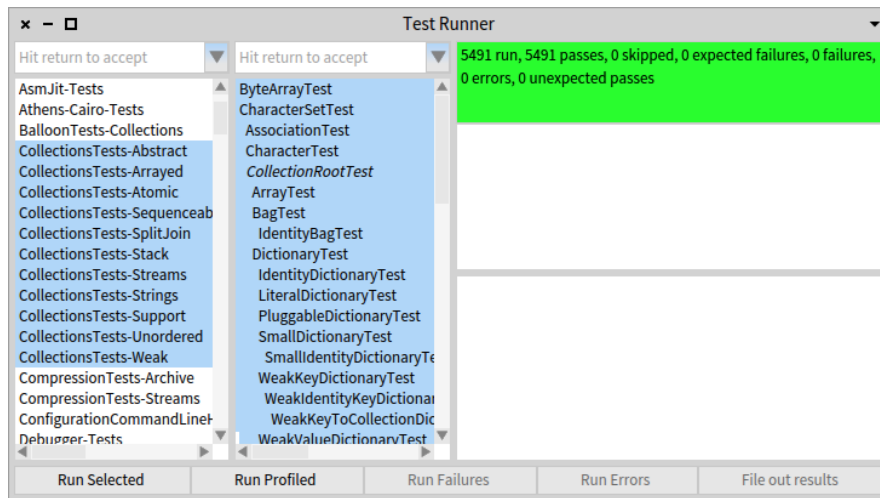 Test Runner
Hit return to accept
AsmJit-Tests
Athens-Cairo-Tests
BalloonTests-Collections
CollectionsTests-Abstract
CollectionsTests-Arrayed
CollectionsTests-Atomic
CollectionsTests-Sequenceab
CollectionsTests-SplitJoin
CollectionsTests-Stack
CollectionsTests-Streams
CollectionsTests-Strings
CollectionsTests-Support
CollectionsTests-Unordered
CollectionsTests-Weak
CompressionTests-Archive
CompressionTests-Streams
ConfigurationCommandLineH
Debugger-Tests
Hit return to accept
ByteArrayTest
CharacterSetTest
AssociationTest
CharacterTest
CollectionRootTest
ArrayTest
BagTest
IdentityBagTest
DictionaryTest
IdentityDictionaryTest
LiteralDictionaryTest
PluggableDictionaryTest
SmallDictionaryTest
SmallIdentityDictionaryTe
WeakKeyDictionaryTest
WeakIdentityKeyDictionar
WeakKeyToCollectionDic
WeakValueDictionaryTest
5491 run, 5491 passes, 0 skipped, 0 expected failures, 0 failures,
0 errors, 0 unexpected passes
Run Selected
Run Profiled
Run Failures
Run Errors
File out results